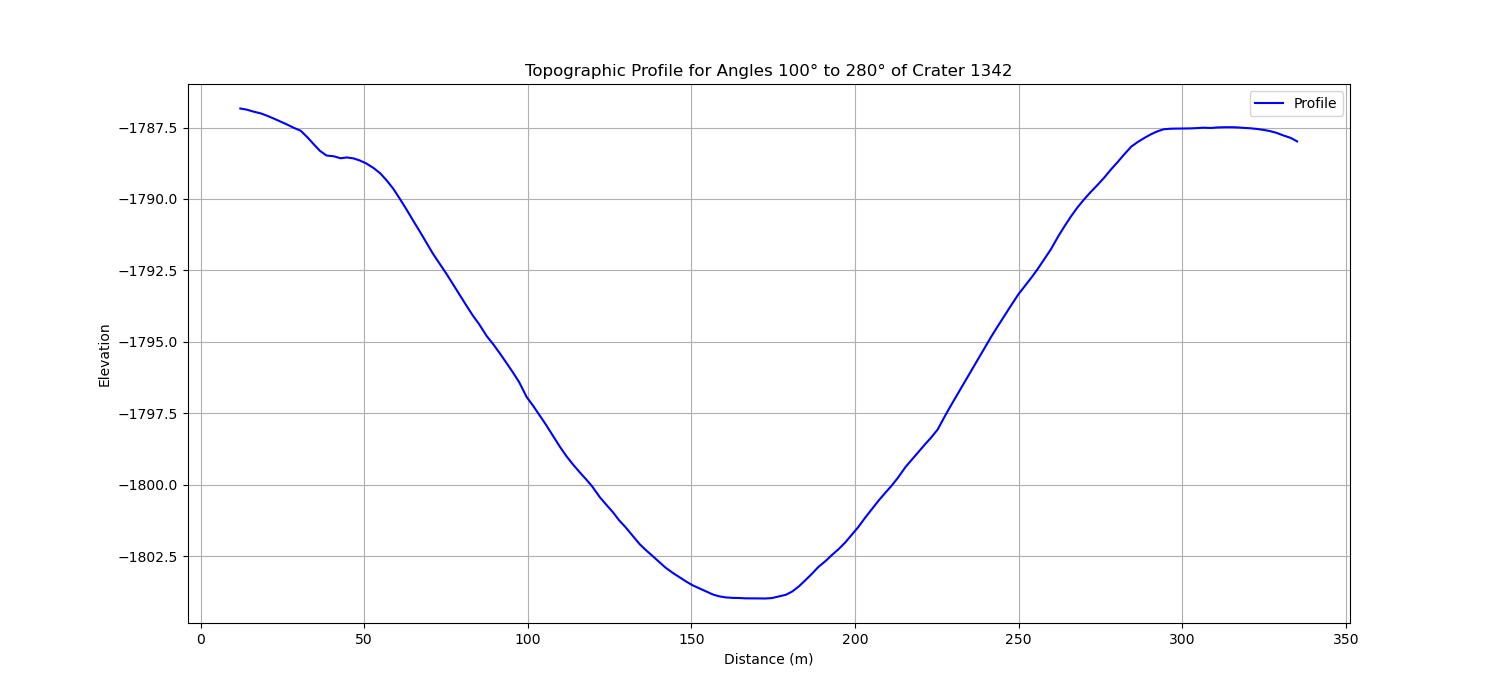 Topographic Profile for Angles 100° to 280° of Crater 1342
Profile
−1787.5
−1790.0
−1792.5
−1795.0
−1797.5
−1800.0
−1802.5
Elevation
0 50 100 150 200 250 300 350
Distance (m)